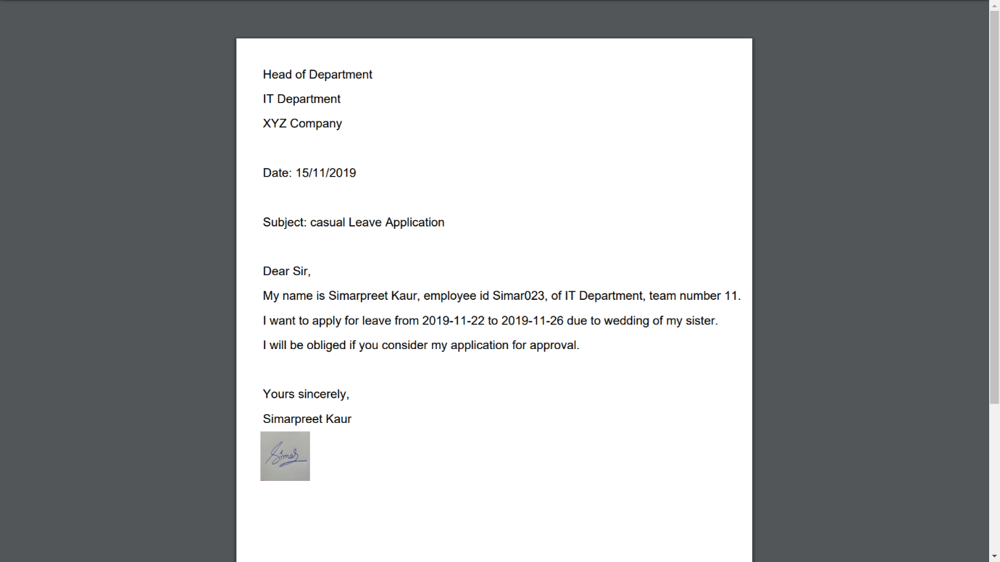 Head of Department
IT Department
XYZ Company
Date: 15/11/2019
Subject: casual Leave Application
Dear Sir,
My name is Simarpreet Kaur, employee id Simar023, of IT Department, team number 11.
I want to apply for leave from 2019-11-22 to 2019-11-26 due to wedding of my sister.
I will be obliged if you consider my application for approval.
Yours sincerely,
Simarpreet Kaur
Simar